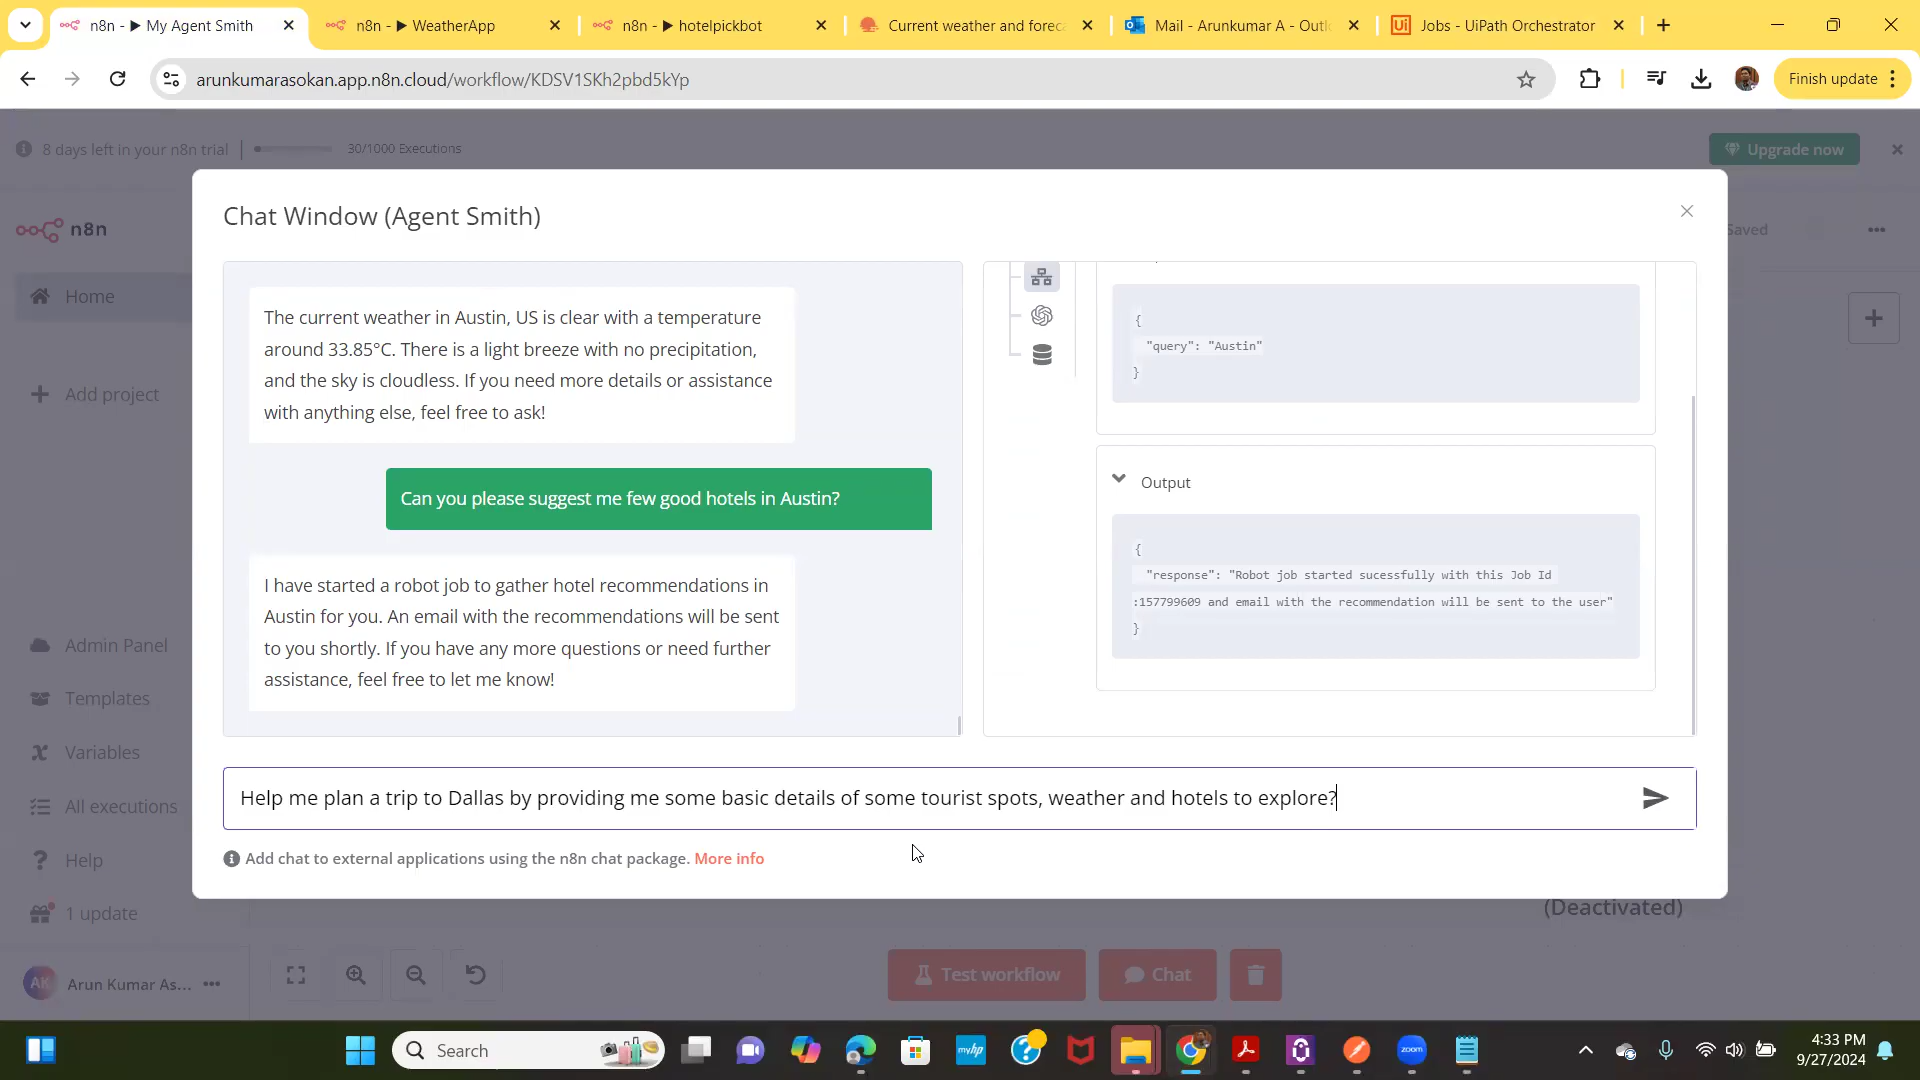 n8n - ▶ My Agent Smith
n8n - ▶ WeatherApp
n8n - ▶ hotelpickbot
Current weather and foreca
Mail - Arunkumar A - Outl
Jobs - UiPath Orchestrator
arunkumarasokan.app.n8n.cloud/workflow/KDSV1SKh2pbd5kYp
Finish update
8 days left in your n8n trial
30/1000 Executions
Upgrade now
n8n
Saved
Home
Add project
Admin Panel
Templates
Variables
All executions
Help
1 update
AK
Arun Kumar As...
Chat Window (Agent Smith)
The current weather in Austin, US is clear with a temperature
around 33.85°C. There is a light breeze with no precipitation,
and the sky is cloudless. If you need more details or assistance
with anything else, feel free to ask!
Can you please suggest me few good hotels in Austin?
I have started a robot job to gather hotel recommendations in
Austin for you. An email with the recommendations will be sent
to you shortly. If you have any more questions or need further
assistance, feel free to let me know!
{
"query": "Austin"
}
Output
{
"response": "Robot job started sucessfully with this Job Id
:157799609 and email with the recommendation will be sent to the user"
}
Help me plan a trip to Dallas by providing me some basic details of some tourist spots, weather and hotels to explore?
Add chat to external applications using the n8n chat package. More info
(Deactivated)
Test workflow
Chat
Search
myhp
zoom
4:33 PM
9/27/2024